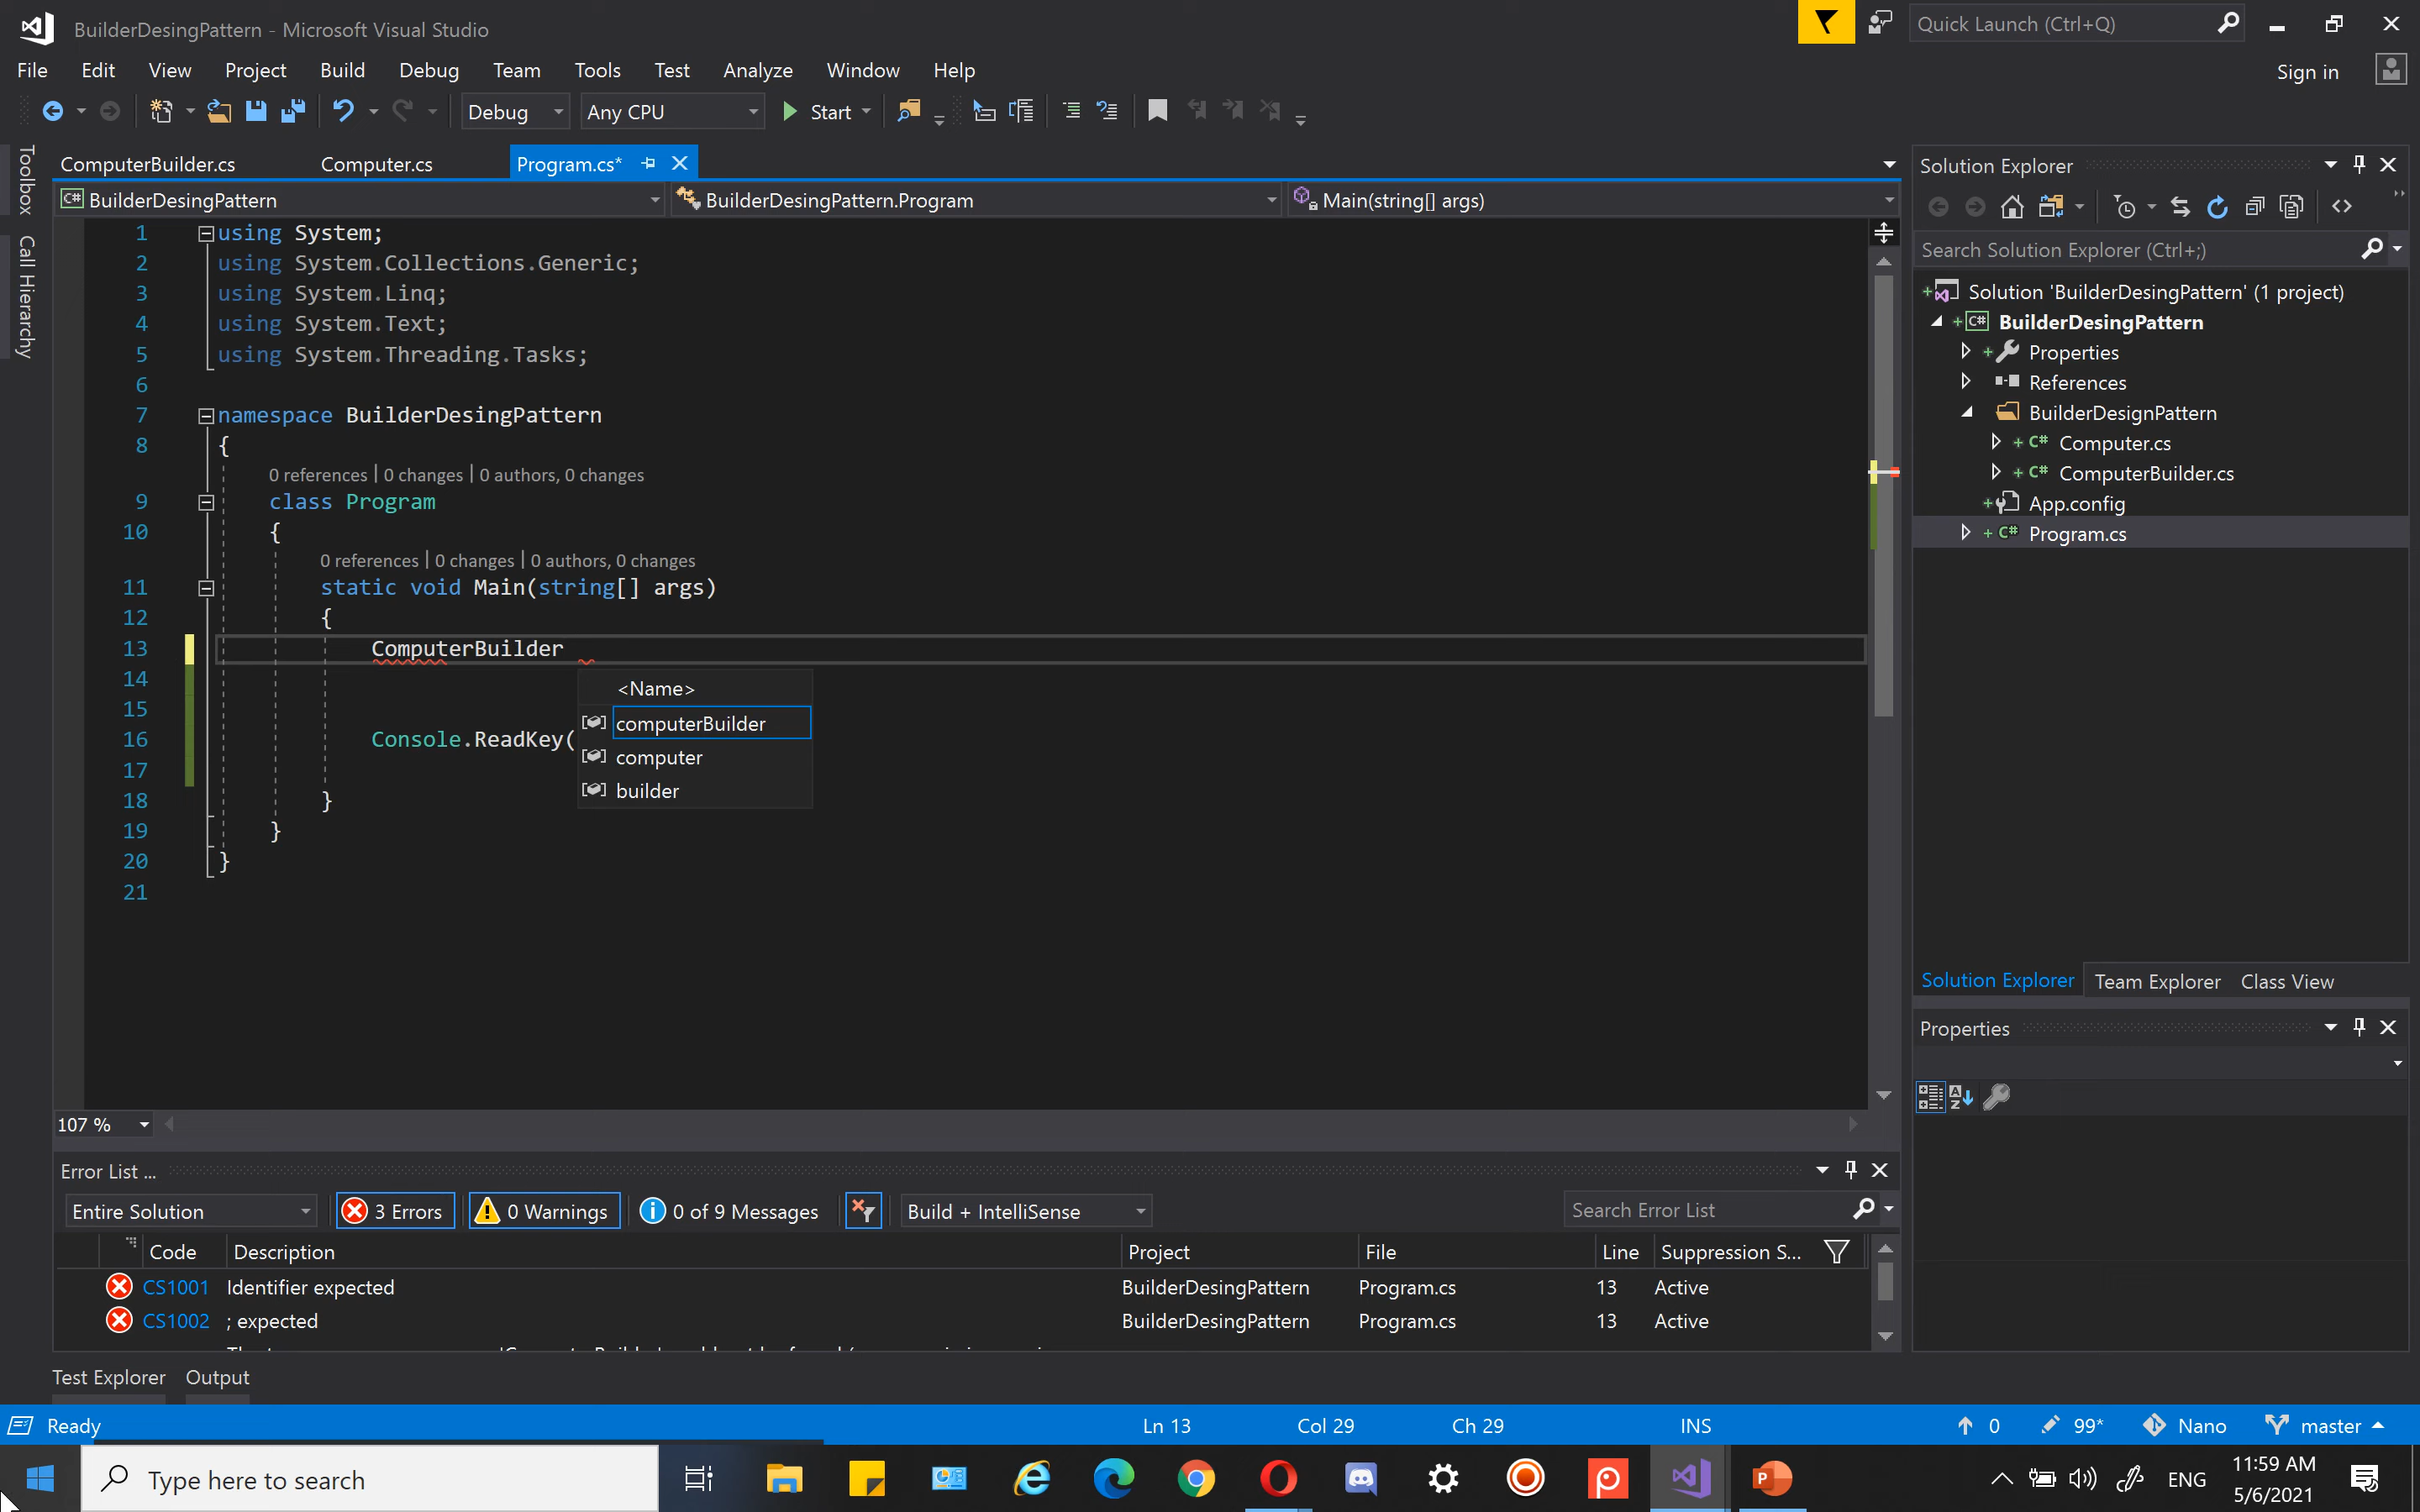 BuilderDesingPattern - Microsoft Visual Studio
Quick Launch (Ctrl+Q)
File Edit View Project Build Debug Team Tools Test Analyze Window Help
Sign in
Debug Any CPU Start
Toolbox
Call Hierarchy
ComputerBuilder.cs Computer.cs Program.cs*
BuilderDesingPattern BuilderDesingPattern.Program Main(string[] args)
1 using System;
2 using System.Collections.Generic;
3 using System.Linq;
4 using System.Text;
5 using System.Threading.Tasks;
6
7 namespace BuilderDesingPattern
8 {
0 references | 0 changes | 0 authors, 0 changes
9 class Program
10 {
0 references | 0 changes | 0 authors, 0 changes
11 static void Main(string[] args)
12 {
13 ComputerBuilder
14
15
16 Console.ReadKey(
17
18 }
19 }
20 }
21
<Name>
computerBuilder
computer
builder
107 %
Solution Explorer
Search Solution Explorer (Ctrl+;)
Solution 'BuilderDesingPattern' (1 project)
BuilderDesingPattern
Properties
References
BuilderDesignPattern
Computer.cs
ComputerBuilder.cs
App.config
Program.cs
Solution Explorer Team Explorer Class View
Properties
Error List ...
Entire Solution 3 Errors 0 Warnings 0 of 9 Messages Build + IntelliSense Search Error List
Code Description Project File Line Suppression S...
CS1001 Identifier expected BuilderDesingPattern Program.cs 13 Active
CS1002 ; expected BuilderDesingPattern Program.cs 13 Active
Test Explorer Output
Ready Ln 13 Col 29 Ch 29 INS 0 99* Nano master
Type here to search
ENG
11:59 AM
5/6/2021